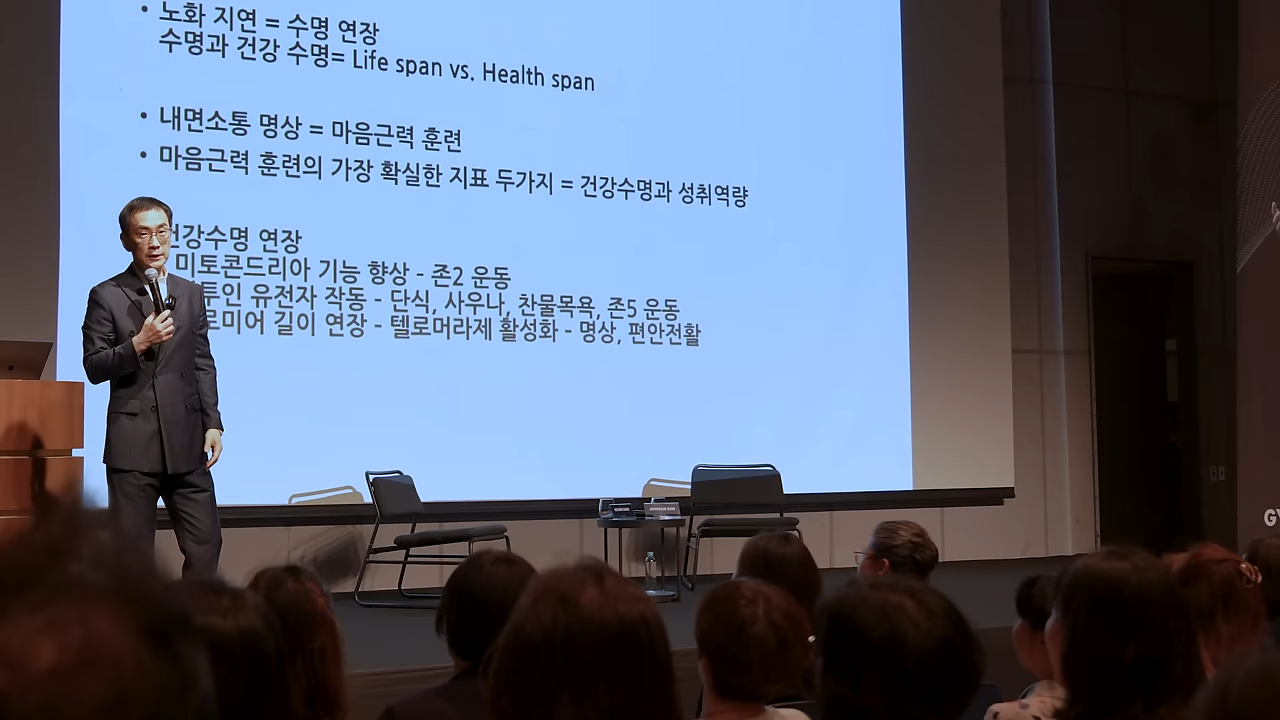 • 노화 지연 = 수명 연장
수명과 건강 수명= Life span vs. Health span
• 내면소통 명상 = 마음근력 훈련
• 마음근력 훈련의 가장 확실한 지표 두가지 = 건강수명과 성취역량
건강수명 연장
미토콘드리아 기능 향상 - 존2 운동
투인 유전자 작동 - 단식, 사우나, 찬물목욕, 존5 운동
로미어 길이 연장 - 텔로머라제 활성화 - 명상, 편안전활